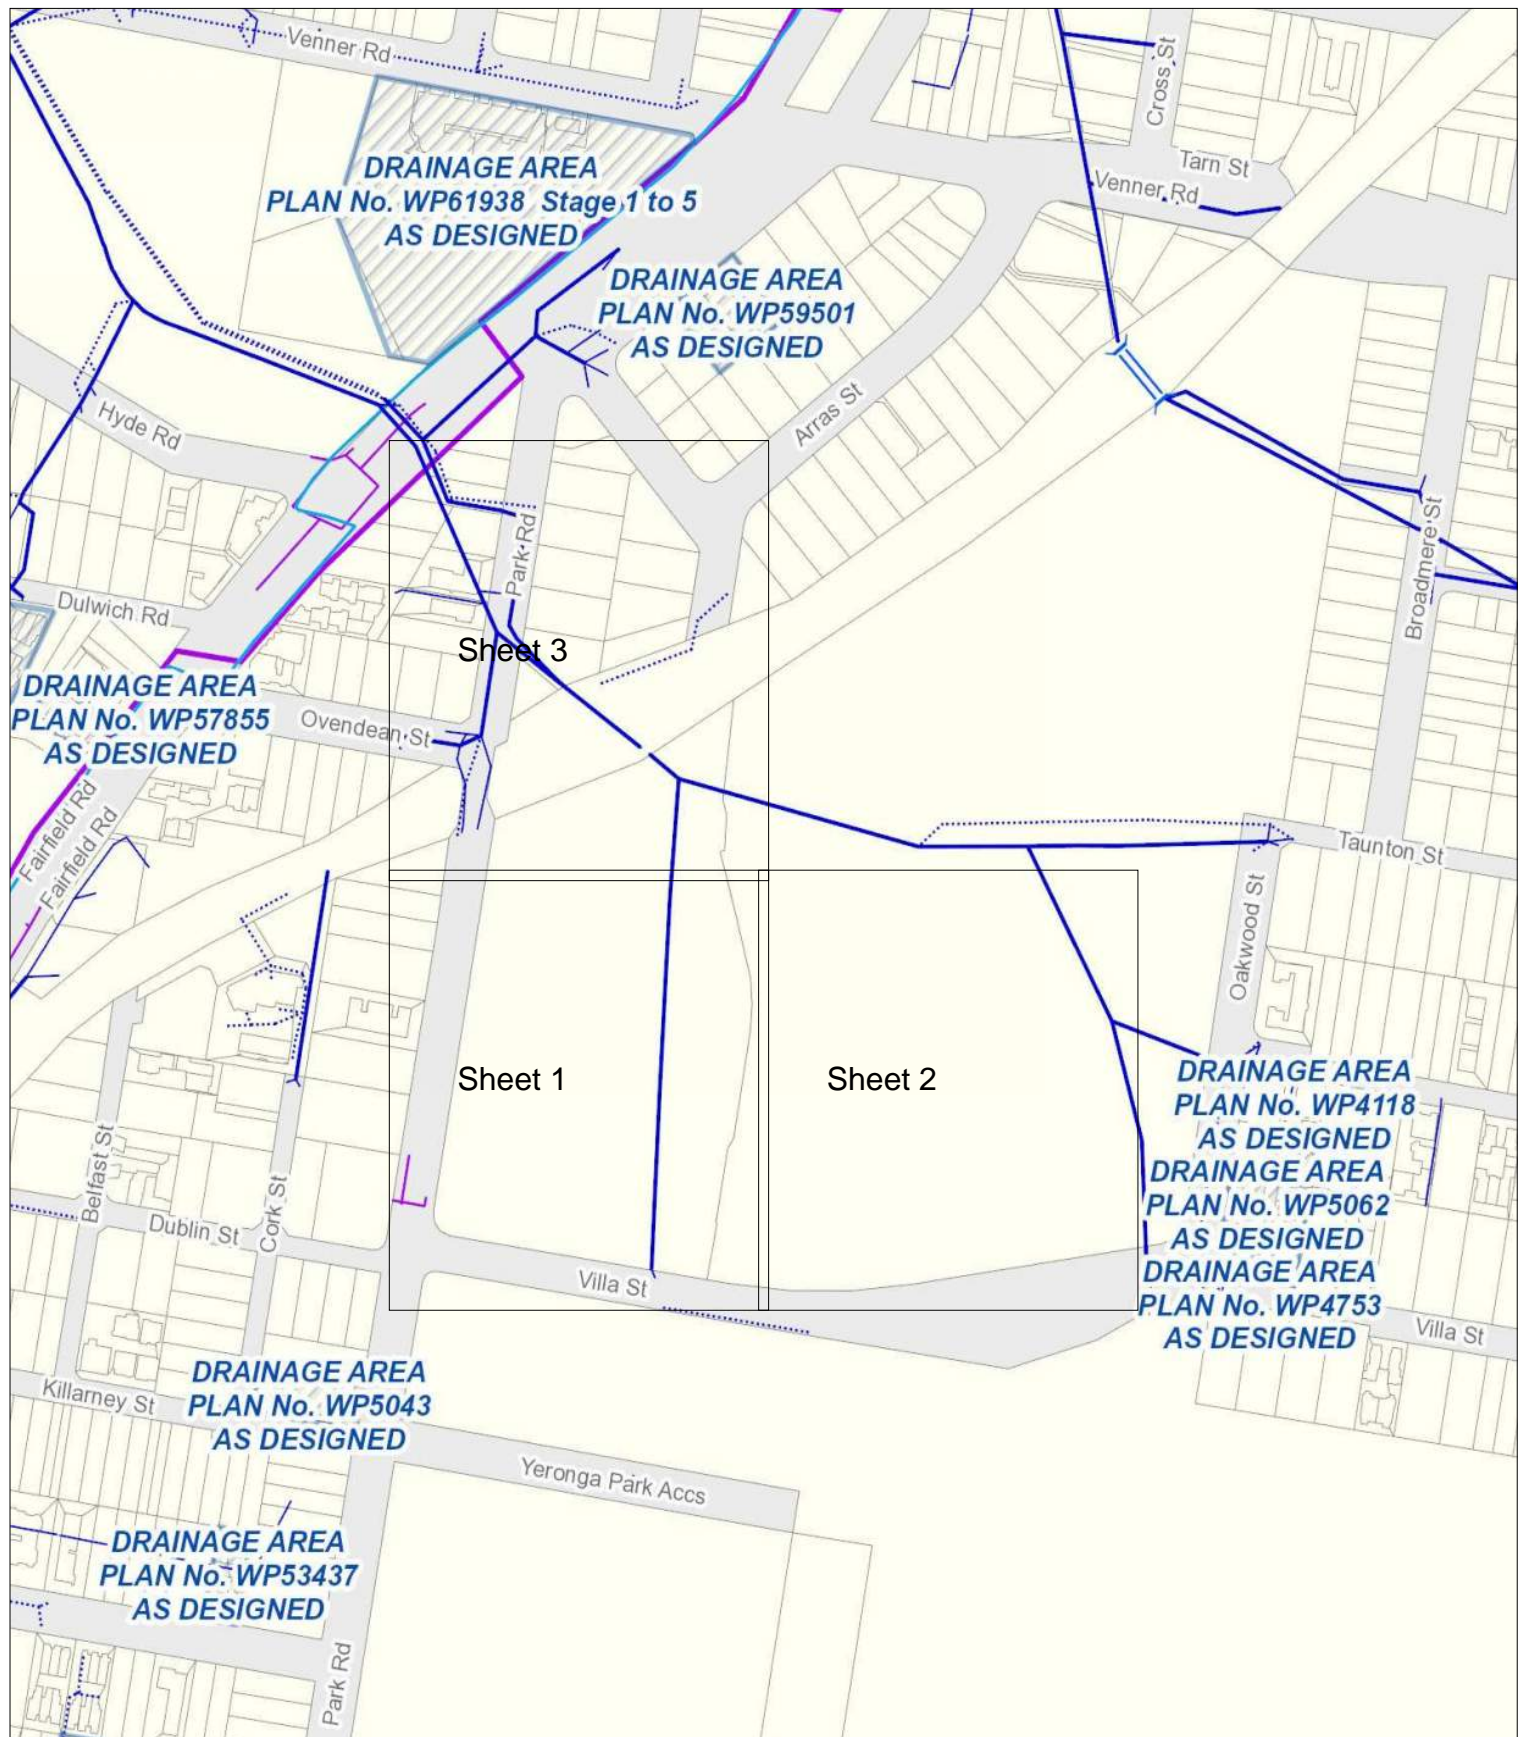 Venner Rd
Cross St
Tarn St
Venner Rd
DRAINAGE AREA
PLAN No. WP61938 Stage 1 to 5
AS DESIGNED
DRAINAGE AREA
PLAN No. WP59501
AS DESIGNED
Hyde Rd
Arras St
Park Rd
Broadmere St
Dulwich Rd
Sheet 3
DRAINAGE AREA
PLAN No. WP57855
AS DESIGNED
Ovendean St
Fairfield Rd
Fairfield Rd
Taunton St
Oakwood St
Sheet 1
Sheet 2
DRAINAGE AREA
PLAN No. WP4118
AS DESIGNED
DRAINAGE AREA
PLAN No. WP5062
AS DESIGNED
DRAINAGE AREA
PLAN No. WP4753
AS DESIGNED
Belfast St
Dublin St
Cork St
Villa St
Villa St
Killarney St
DRAINAGE AREA
PLAN No. WP5043
AS DESIGNED
Yeronga Park Accs
DRAINAGE AREA
PLAN No. WP53437
AS DESIGNED
Park Rd